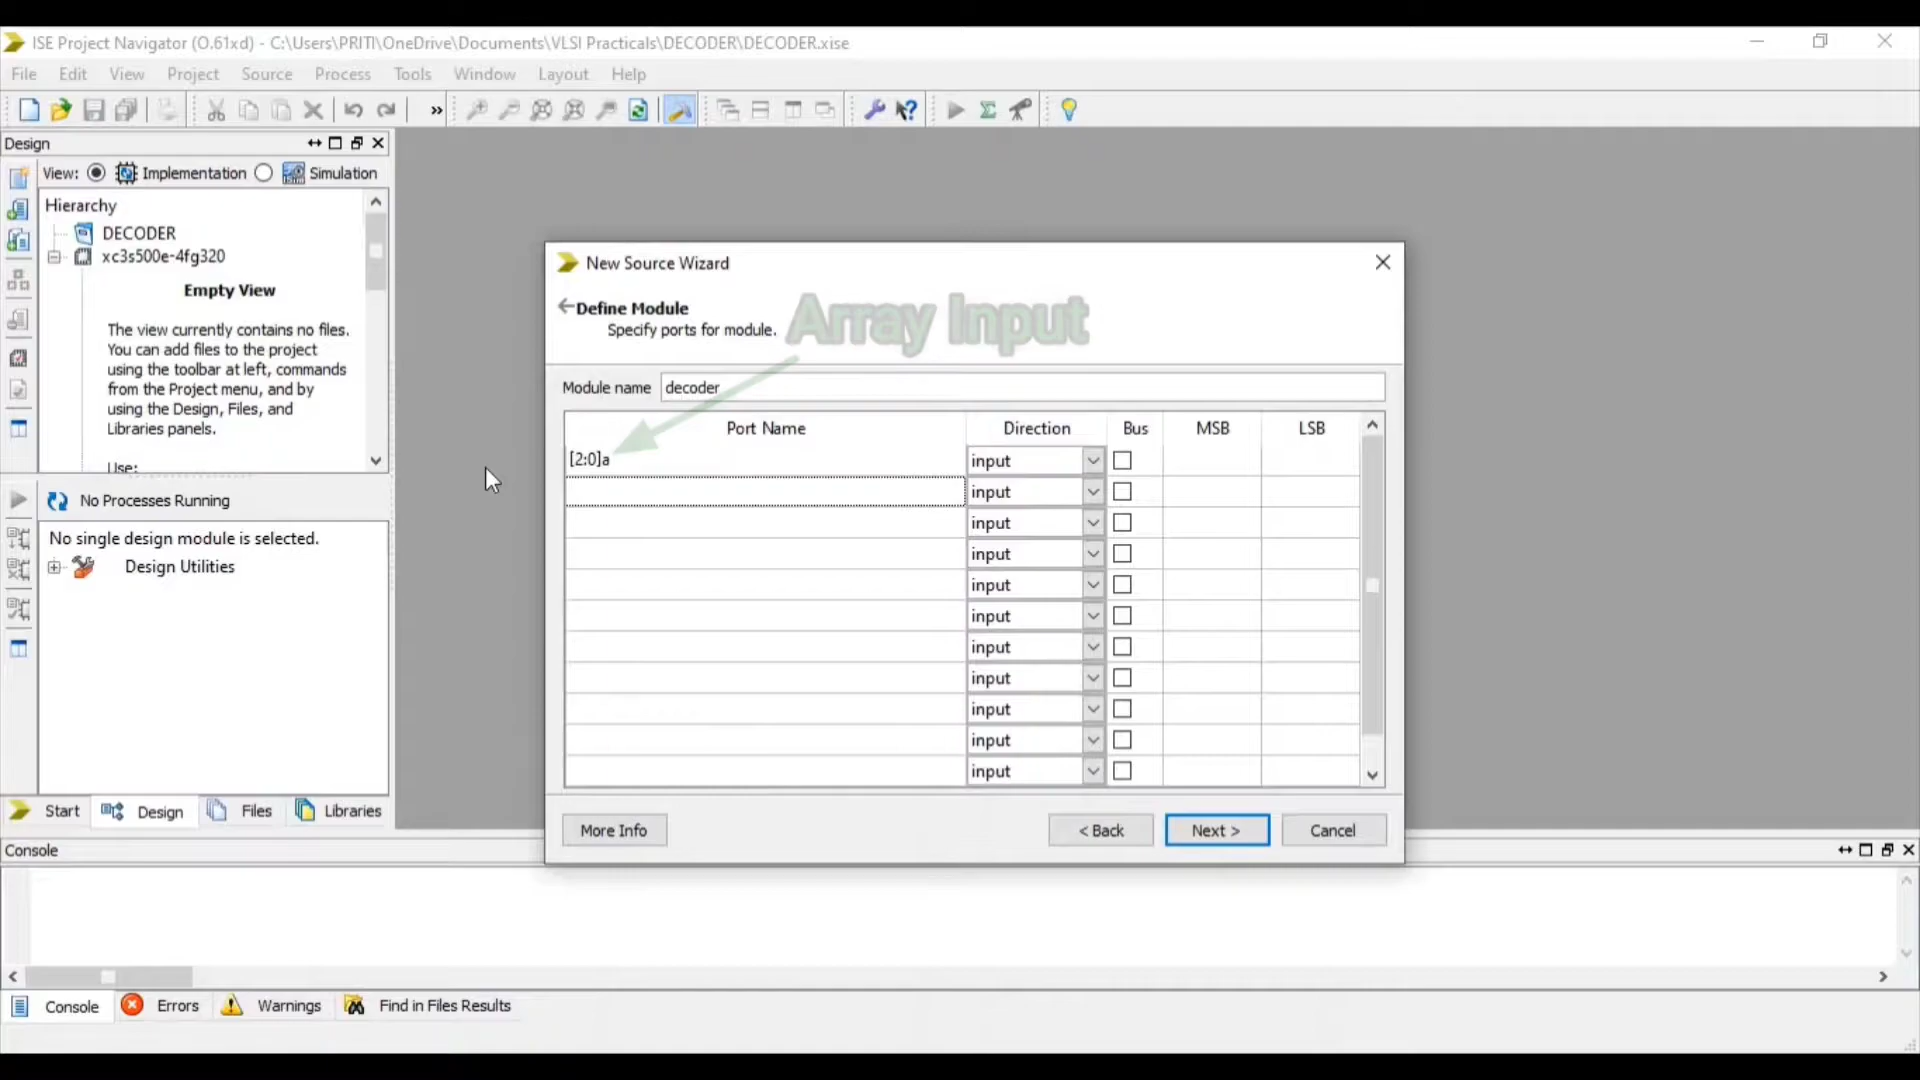 ISE Project Navigator (O.61xd) - C:\Users\PRITI\OneDrive\Documents\VLSI Practicals\DECODER\DECODER.xise
File Edit View Project Source Process Tools Window Layout Help
Design
View: Implementation Simulation
Hierarchy
DECODER
xc3s500e-4fg320
Empty View
The view currently contains no files.
You can add files to the project
using the toolbar at left, commands
from the Project menu, and by
using the Design, Files, and
Libraries panels.
Use:
No Processes Running
No single design module is selected.
Design Utilities
Start Design Files Libraries
New Source Wizard
Define Module
Specify ports for module.
Array Input
Module name decoder
Port Name Direction Bus MSB LSB
[2:0]a input
input
input
input
input
input
input
input
input
input
input
More Info < Back Next > Cancel
Console
Console Errors Warnings Find in Files Results